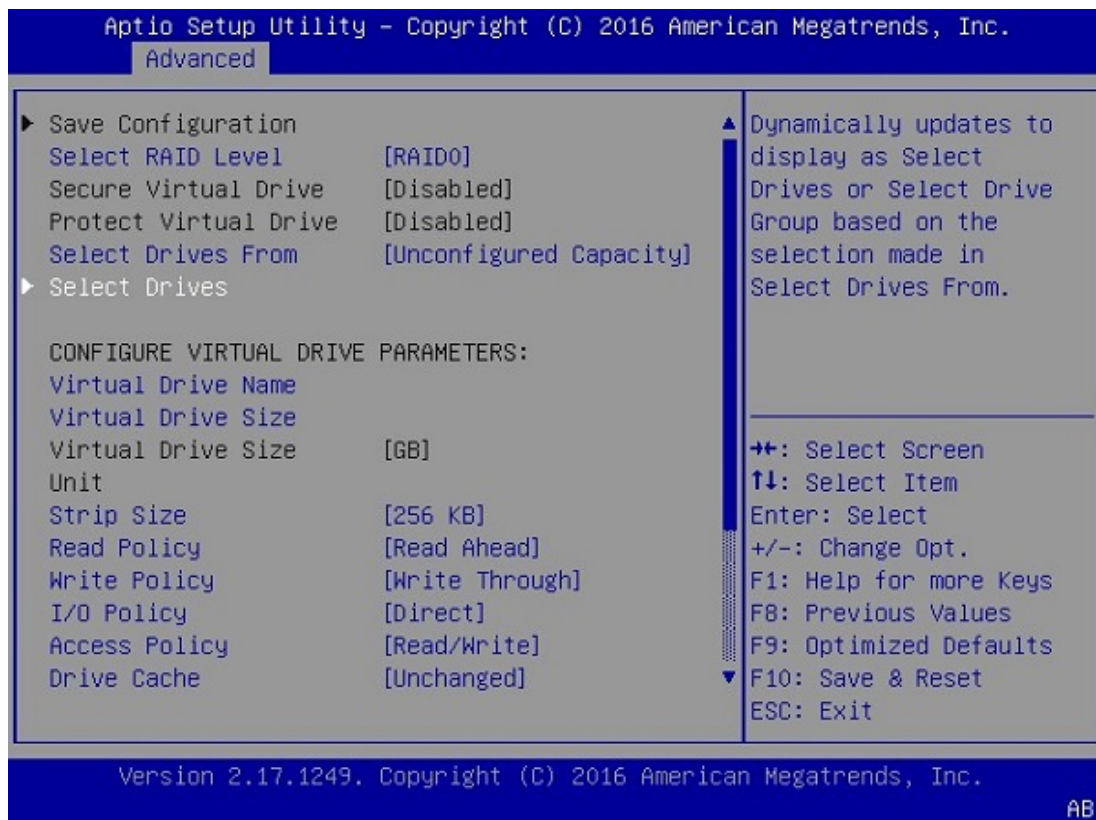 Aptio Setup Utility – Copyright (C) 2016 American Megatrends, Inc.
Advanced
▶ Save Configuration
Select RAID Level [RAID0]
Secure Virtual Drive [Disabled]
Protect Virtual Drive [Disabled]
Select Drives From [Unconfigured Capacity]
▶ Select Drives
CONFIGURE VIRTUAL DRIVE PARAMETERS:
Virtual Drive Name
Virtual Drive Size
Virtual Drive Size [GB]
Unit
Strip Size [256 KB]
Read Policy [Read Ahead]
Write Policy [Write Through]
I/O Policy [Direct]
Access Policy [Read/Write]
Drive Cache [Unchanged]
Dynamically updates to
display as Select
Drives or Select Drive
Group based on the
selection made in
Select Drives From.
→←: Select Screen
↑↓: Select Item
Enter: Select
+/-: Change Opt.
F1: Help for more Keys
F8: Previous Values
F9: Optimized Defaults
F10: Save & Reset
ESC: Exit
Version 2.17.1249. Copyright (C) 2016 American Megatrends, Inc.
AB